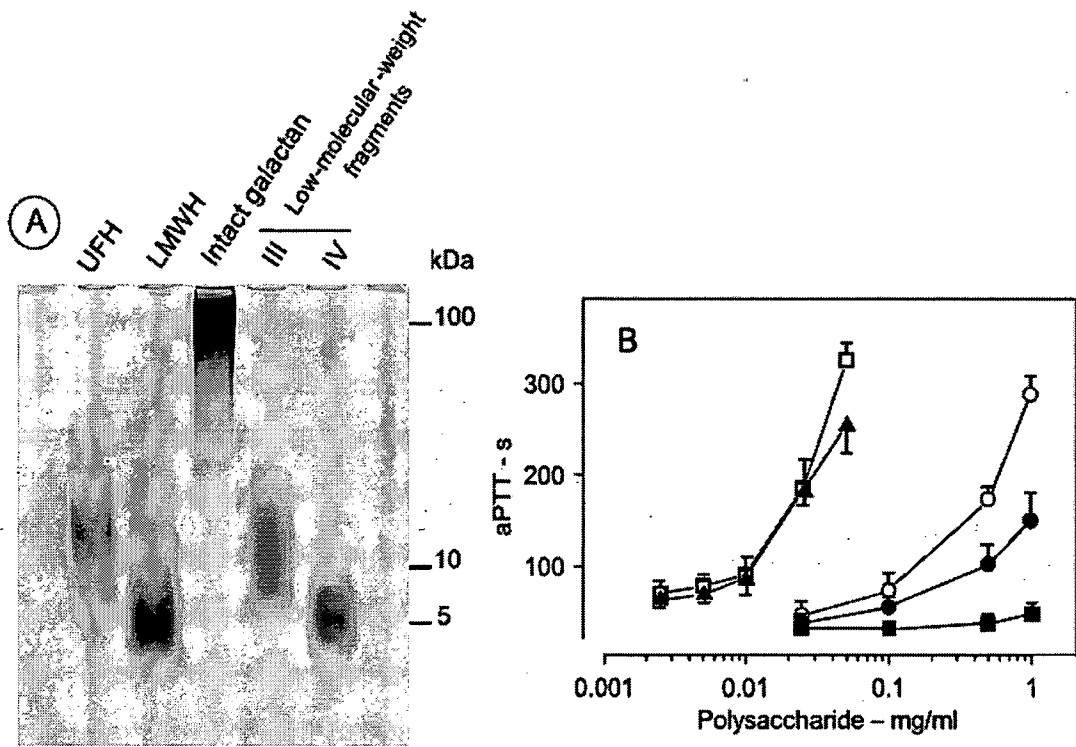 A
UFH
LMWH
Intact galactan
Low-molecular-weight
fragments
III
IV
kDa
100
10
5
B
300
200
100
aPTT - s
0.001
0.01
0.1
1
Polysaccharide – mg/ml